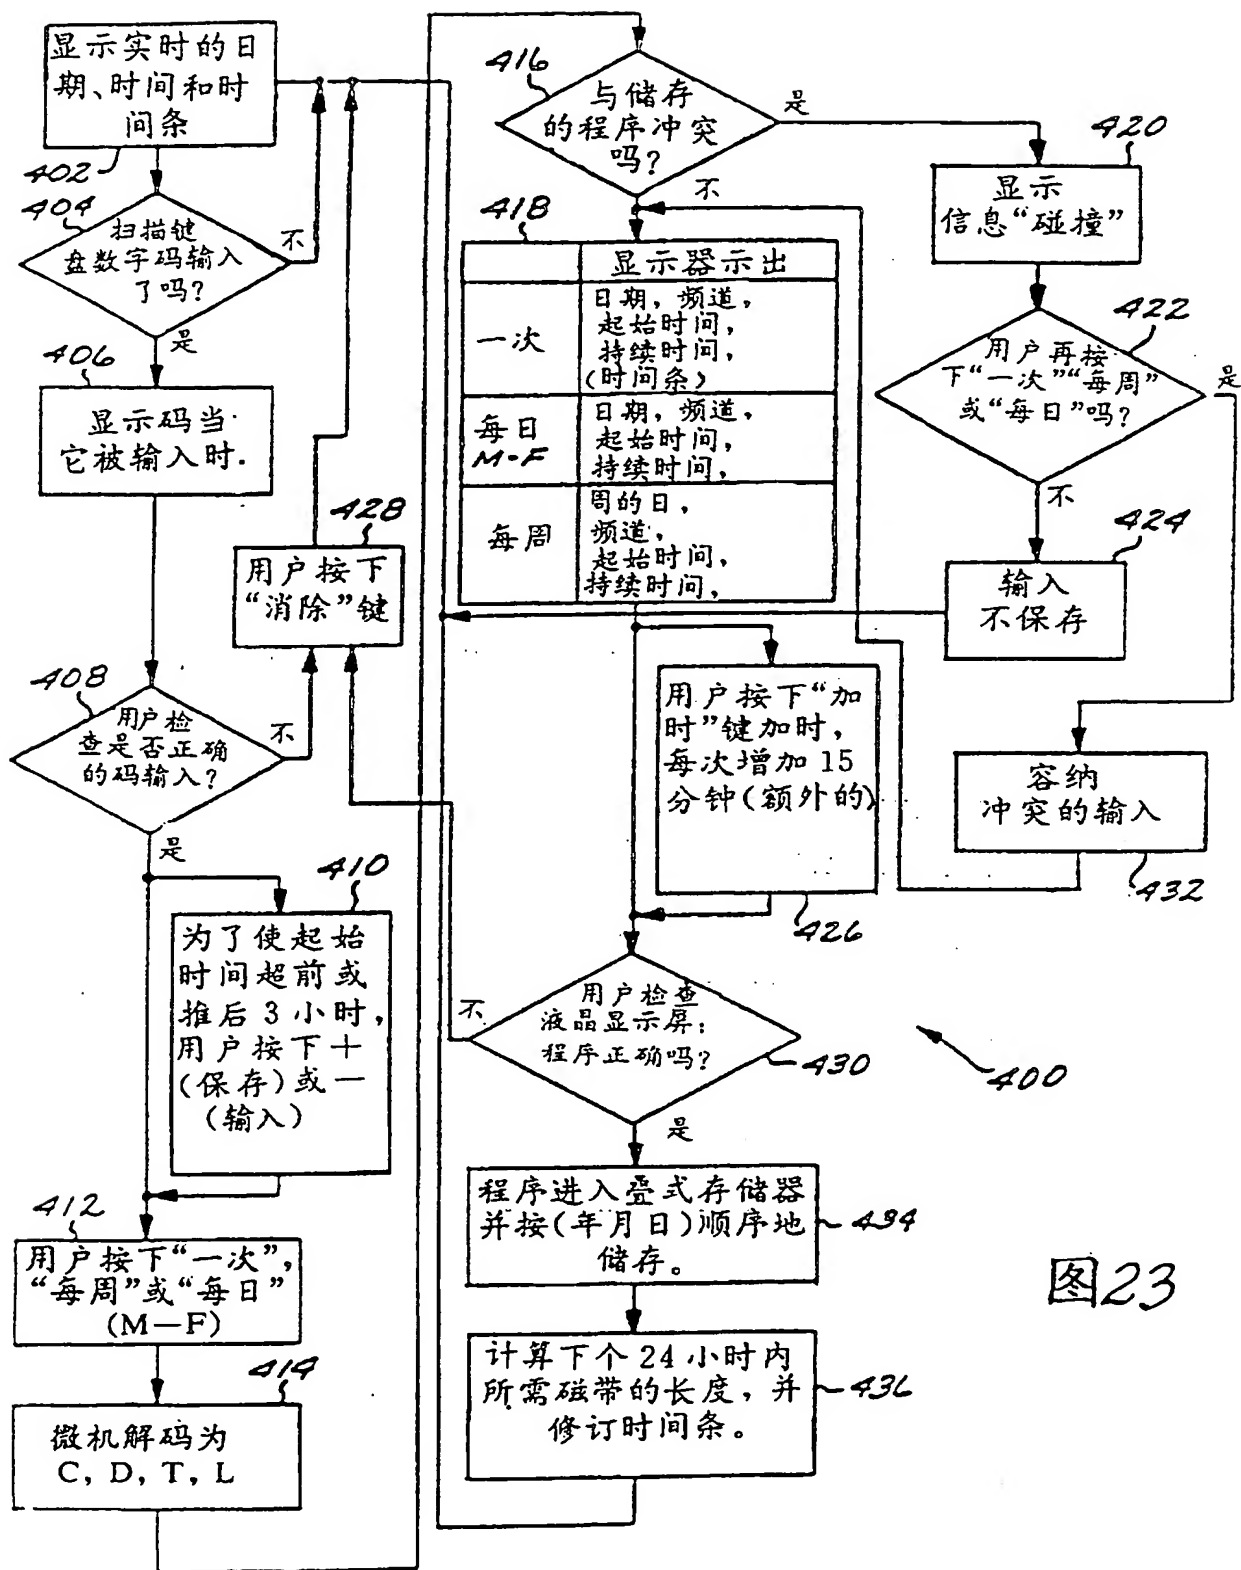 显示实时的日
期、时间和时
间条
402
404
扫描键
盘数字码输入
了吗?
不
是
406
显示码当
它被输入时.
428
用户按下
“消除”键
408
用户检
查是否正确
的码输入?
不
是
410
为了使起始
时间超前或
推后3小时,
用户按下+
(保存)或—
(输入)
412
用户按下“一次”,
“每周”或“每日”
(M—F)
414
微机解码为
C, D, T, L
416
与储存
的程序冲突
吗?
是
不
418
显示器示出
一次
日期, 频道,
起始时间,
持续时间,
(时间条)
每日
M-F
日期, 频道,
起始时间,
持续时间,
每周
周的日,
频道,
起始时间,
持续时间,
420
显示
信息“碰撞”
422
用户再按
下“一次”“每周”
或“每日”吗?
是
不
424
输入
不保存
用户按下“加
时”键加时,
每次增加15
分钟(额外的)
426
容纳
冲突的输入
432
用户检查
液晶显示屏:
程序正确吗?
不
430
是
400
程序进入叠式存储器
并按(年月日)顺序地
储存。
434
计算下个24小时内
所需磁带的长度,并
修订时间条。
436
图23